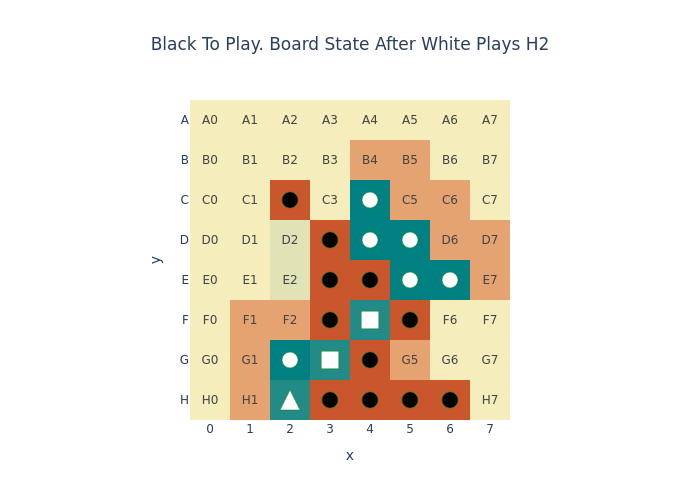 Black To Play. Board State After White Plays H2
A A0 A1 A2 A3 A4 A5 A6 A7
B B0 B1 B2 B3 B4 B5 B6 B7
C C0 C1 C3 C5 C6 C7
D D0 D1 D2 D6 D7
E E0 E1 E2 E7
F F0 F1 F2 F6 F7
G G0 G1 G5 G6 G7
H H0 H1 H7
0 1 2 3 4 5 6 7
x
y